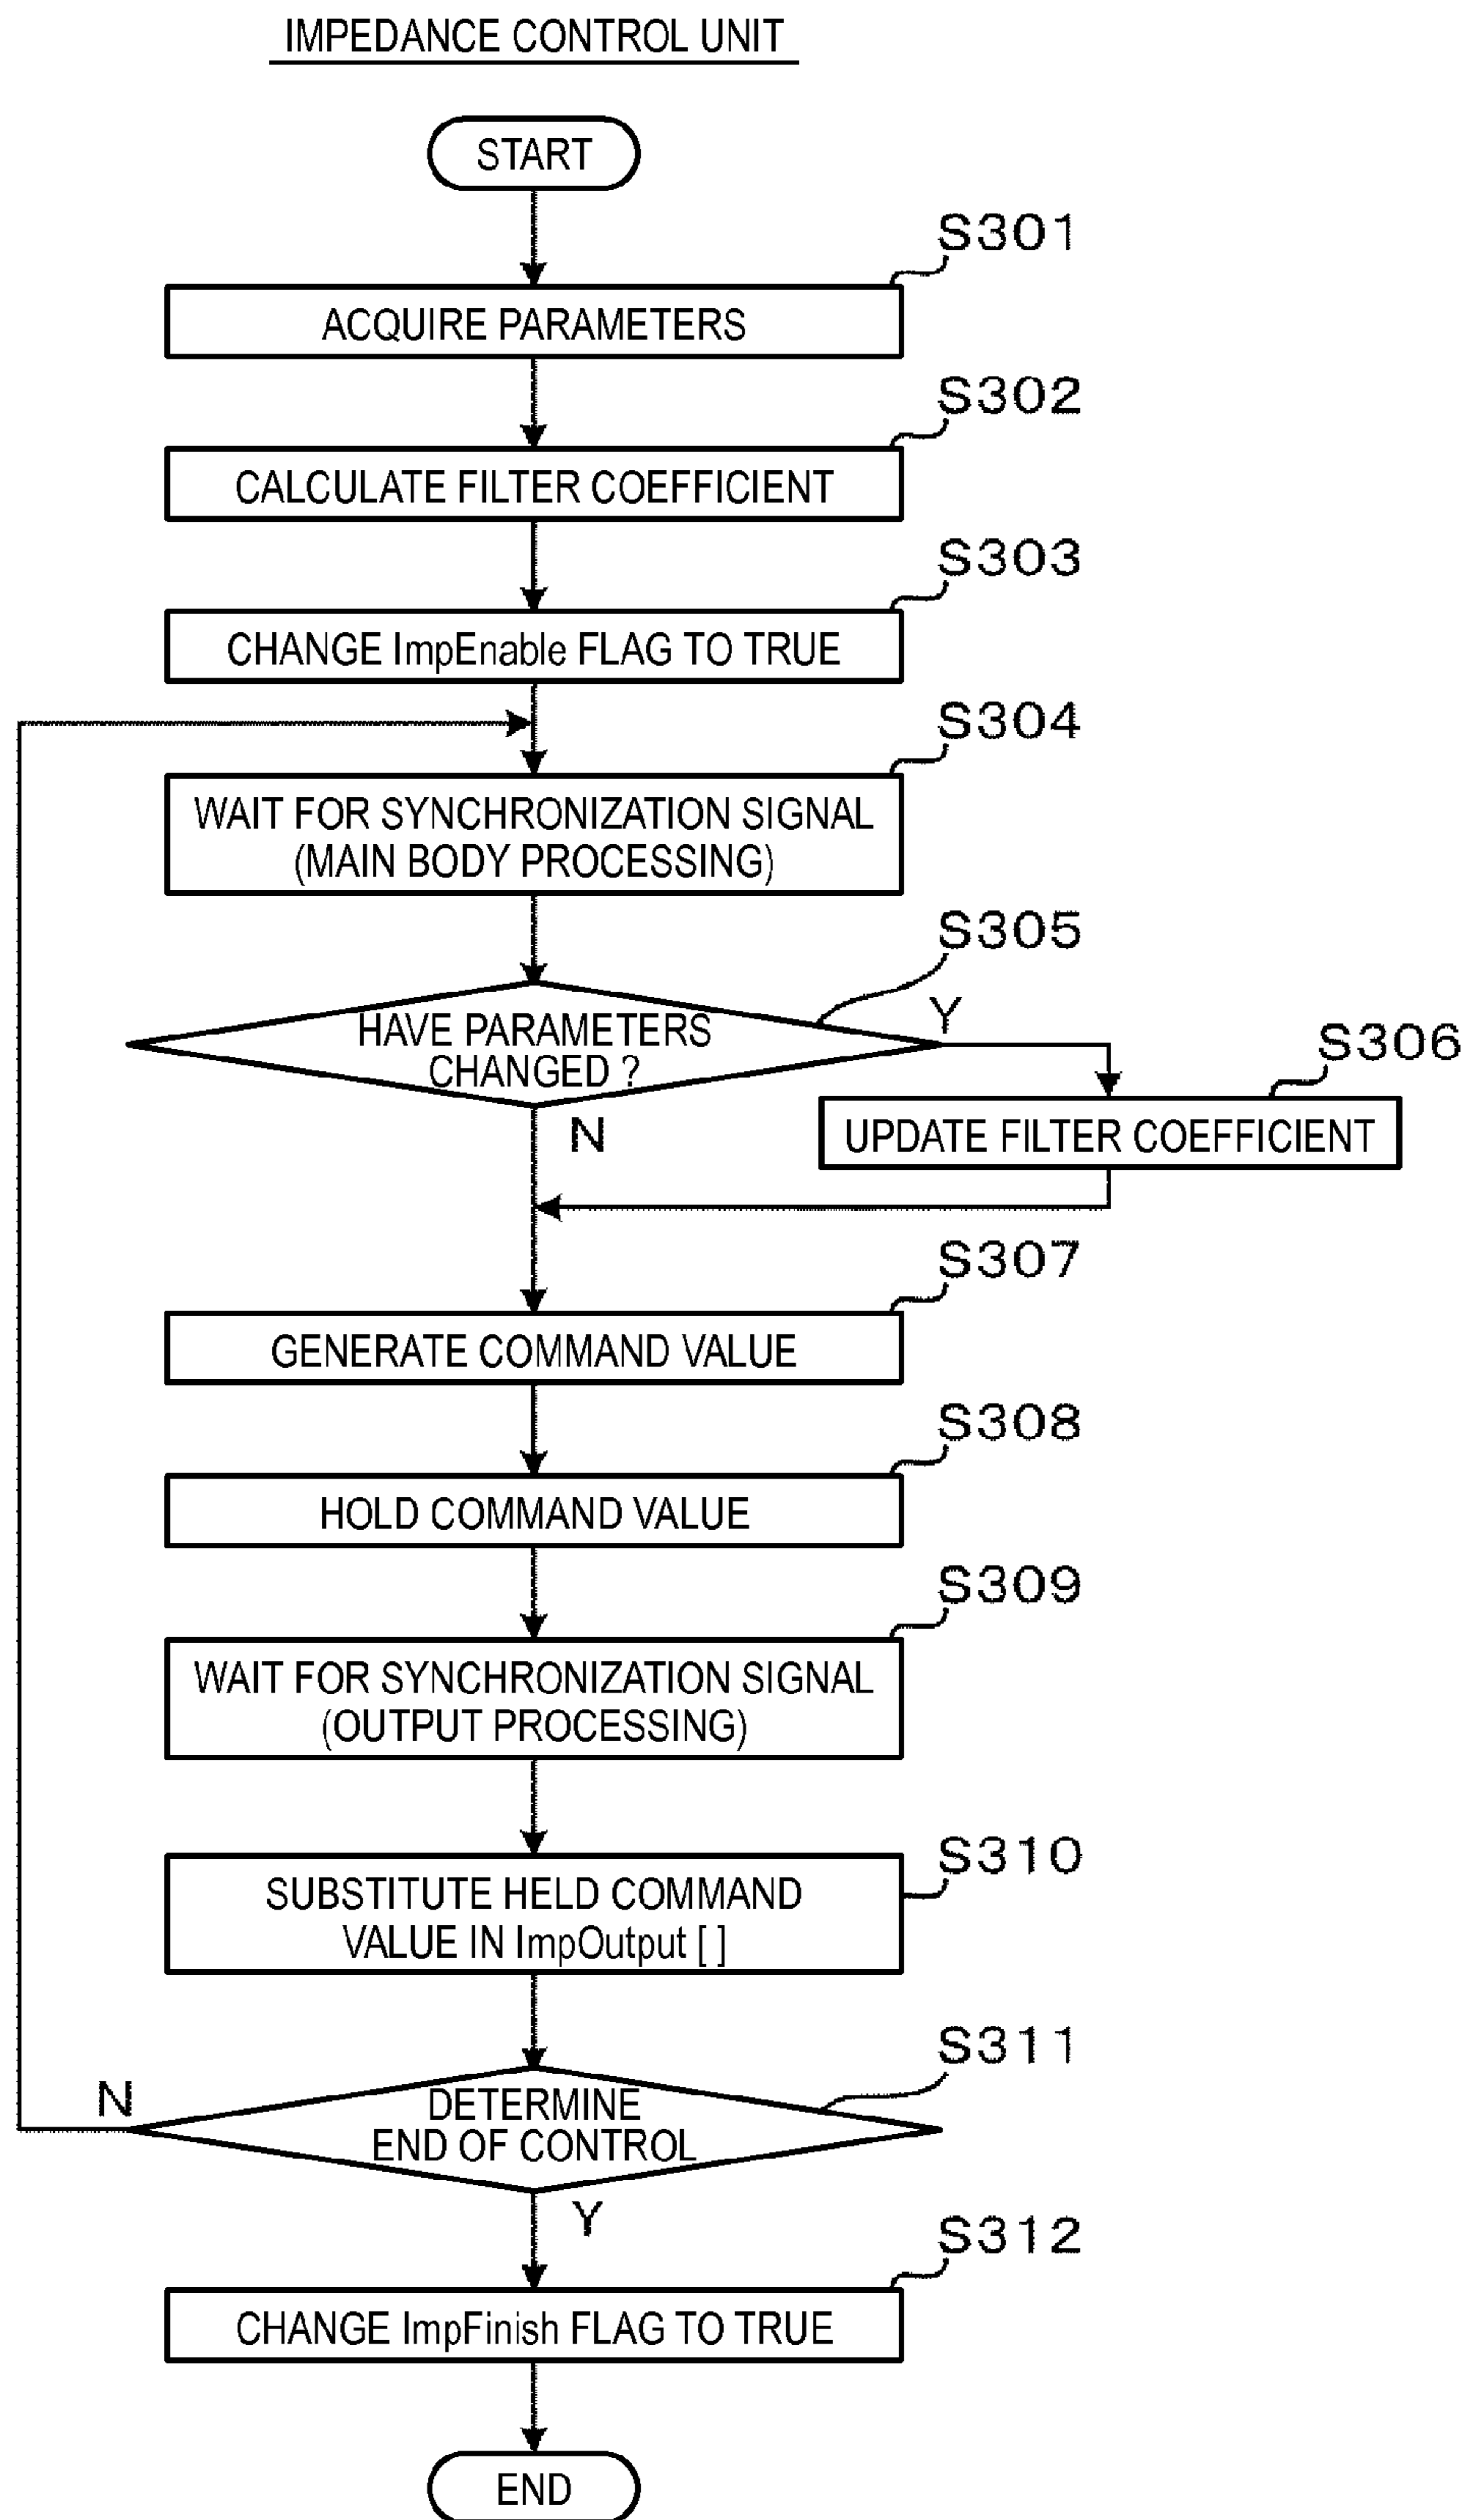 IMPEDANCE CONTROL UNIT
START
S301
ACQUIRE PARAMETERS
S302
CALCULATE FILTER COEFFICIENT
S303
CHANGE ImpEnable FLAG TO TRUE
S304
WAIT FOR SYNCHRONIZATION SIGNAL
(MAIN BODY PROCESSING)
S305
HAVE PARAMETERS
CHANGED ?
Y
S306
UPDATE FILTER COEFFICIENT
N
S307
GENERATE COMMAND VALUE
S308
HOLD COMMAND VALUE
S309
WAIT FOR SYNCHRONIZATION SIGNAL
(OUTPUT PROCESSING)
S310
SUBSTITUTE HELD COMMAND
VALUE IN ImpOutput [ ]
S311
N
DETERMINE
END OF CONTROL
Y
S312
CHANGE ImpFinish FLAG TO TRUE
END